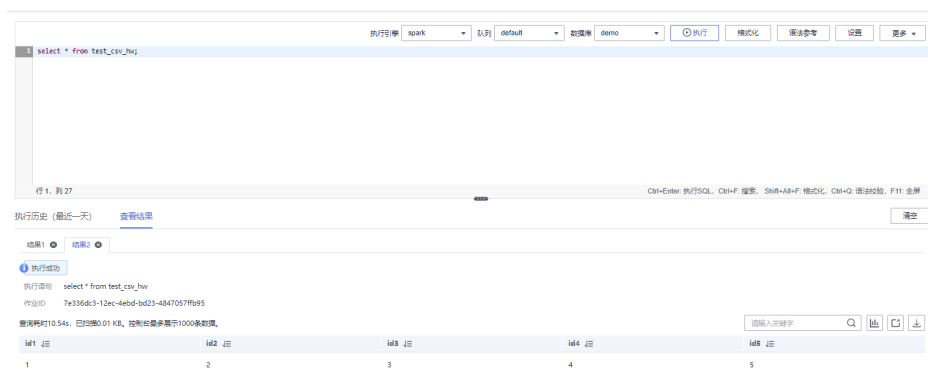 执行引擎 spark 队列 default 数据库 demo 执行 格式化 语法参考 设置 更多
1 select * from test_csv_hw;
行 1，列 27 Ctrl+Enter: 执行SQL，Ctrl+F: 搜索， Shift+Alt+F: 格式化，Ctrl+Q: 语法校验，F11: 全屏
执行历史（最近一天） 查看结果 清空
结果1 结果2
执行成功
执行语句 select * from test_csv_hw
作业ID 7e336dc3-12ec-4ebd-bd23-4847057ffb95
查询耗时10.54s，已扫描0.01 KB。控制台最多展示1000条数据。 请输入关键字
id1 id2 id3 id4 id5
1 2 3 4 5